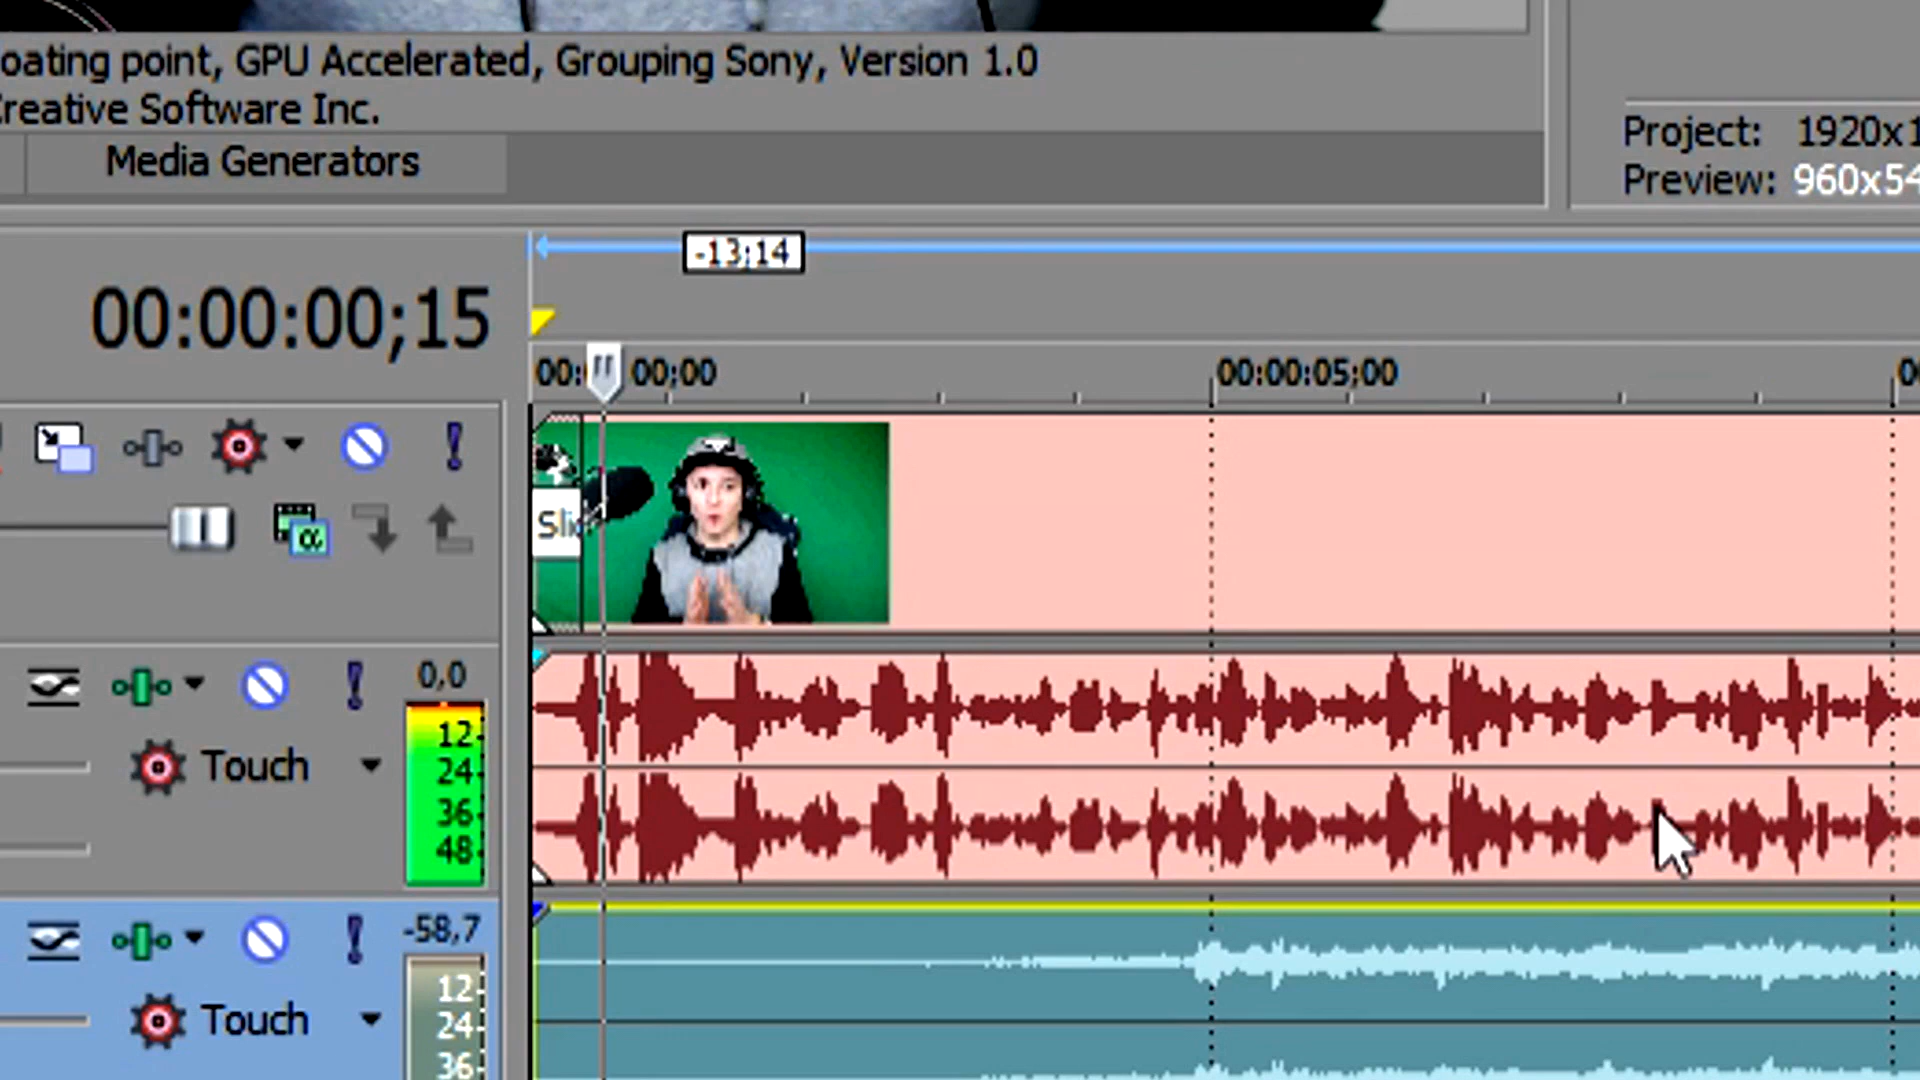 oating point, GPU Accelerated, Grouping Sony, Version 1.0
Creative Software Inc.
Media Generators
Project: 1920x1
Preview: 960x54
-13;14
00:00:00;15
00: 00;00
00:00:05;00
00
Sli
0,0
12
24
36
48
Touch
-58,7
12
24
36
Touch